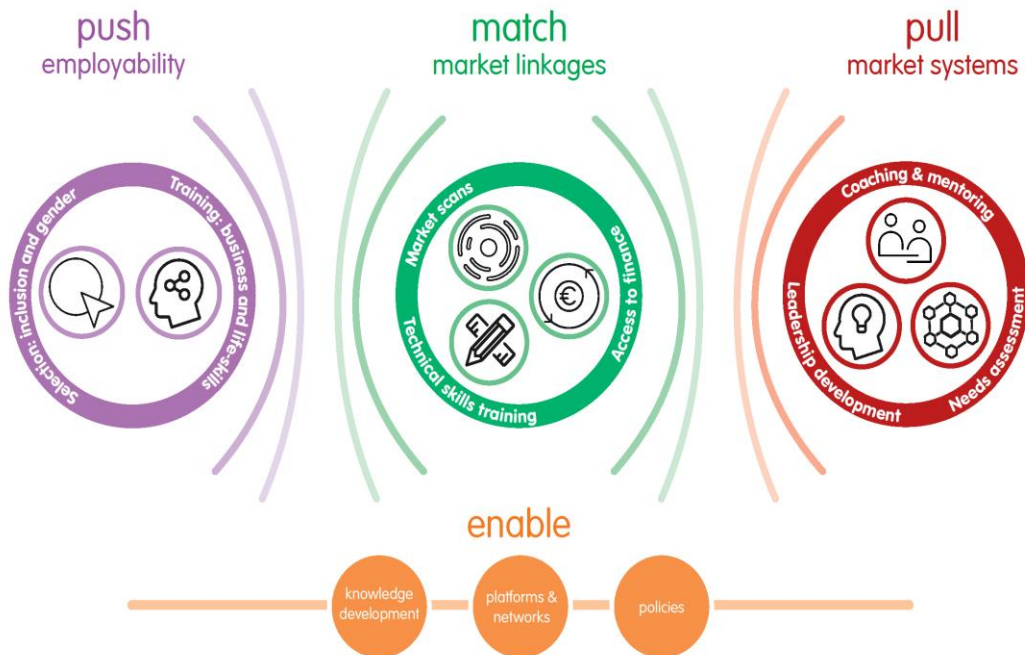 push
employability
match
market linkages
pull
market systems
Selection: inclusion and gender
Training: business and life-skills
Market scans
Access to finance
Technical skills training
€
Coaching & mentoring
Leadership development
Needs assessment
enable
knowledge
development
platforms &
networks
policies